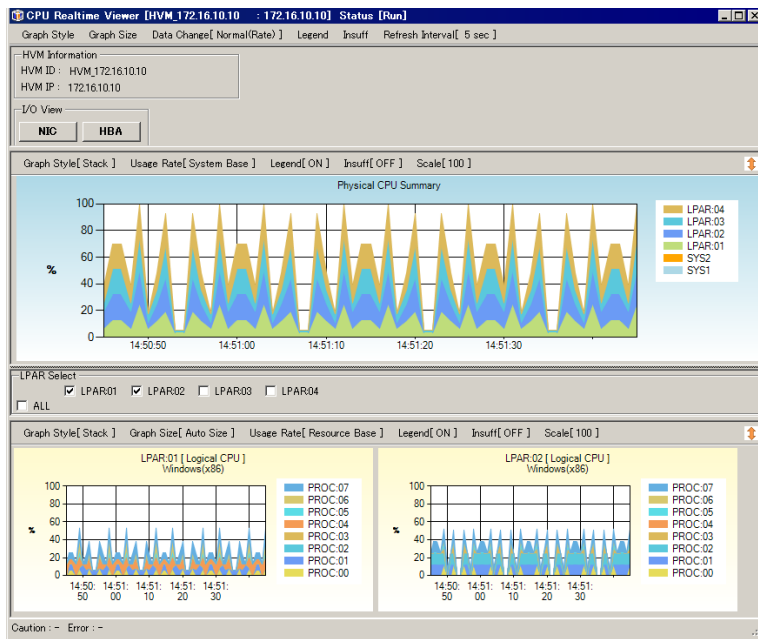 CPU Realtime Viewer [HVM_172.16.10.10 : 172.16.10.10] Status [Run]
Graph Style Graph Size Data Change[ Normal(Rate) ] Legend Insuff Refresh Interval[ 5 sec ]
HVM Information
HVM ID : HVM_172.16.10.10
HVM IP : 172.16.10.10
I/O View
NIC HBA
Graph Style[ Stack ] Usage Rate[ System Base ] Legend[ ON ] Insuff[ OFF ] Scale[ 100 ]
Physical CPU Summary
100
80
60
40
20
0
%
14:50:50 14:51:00 14:51:10 14:51:20 14:51:30
LPAR:04
LPAR:03
LPAR:02
LPAR:01
SYS2
SYS1
LPAR Select
LPAR:01 LPAR:02 LPAR:03 LPAR:04
ALL
Graph Style[ Stack ] Graph Size[ Auto Size ] Usage Rate[ Resource Base ] Legend[ ON ] Insuff[ OFF ] Scale[ 100 ]
LPAR:01 [ Logical CPU ]
Windows(x86)
100
80
60
40
20
0
%
14:50:50 14:51:00 14:51:10 14:51:20 14:51:30
PROC:07
PROC:06
PROC:05
PROC:04
PROC:03
PROC:02
PROC:01
PROC:00
LPAR:02 [ Logical CPU ]
Windows(x86)
100
80
60
40
20
0
%
14:50:50 14:51:00 14:51:10 14:51:20 14:51:30
PROC:07
PROC:06
PROC:05
PROC:04
PROC:03
PROC:02
PROC:01
PROC:00
Caution : - Error : -